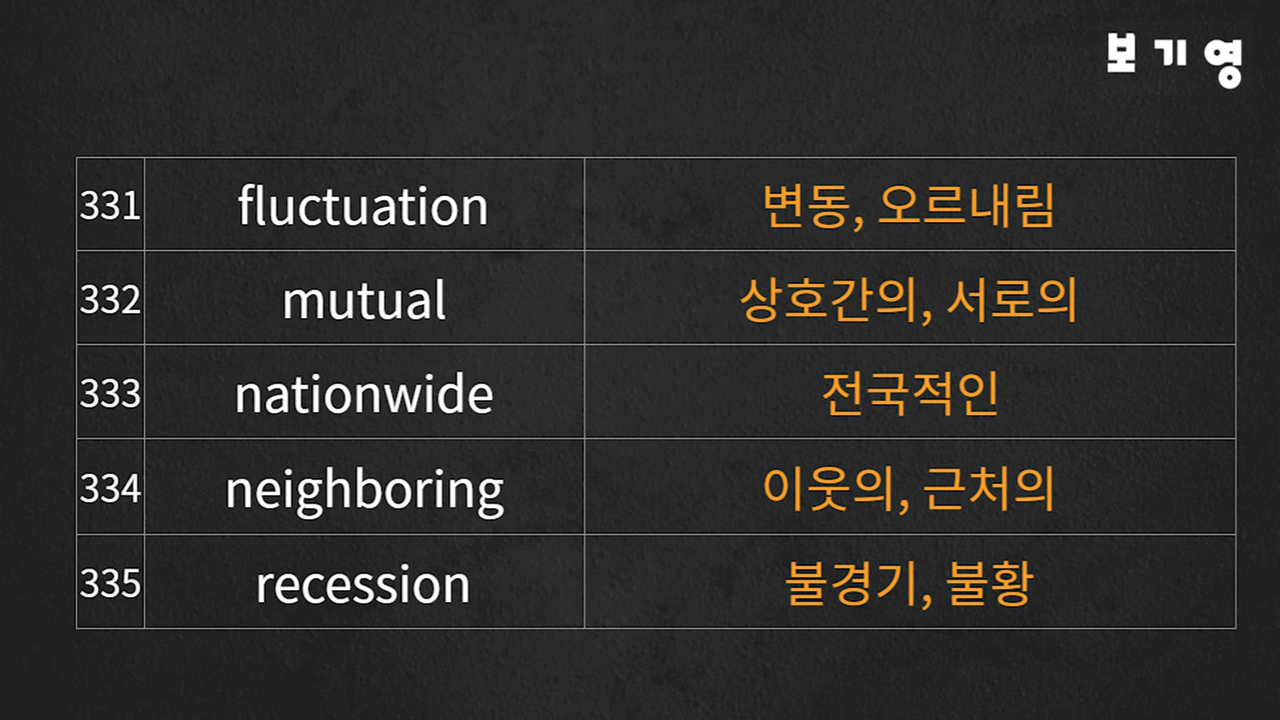 보기영
331 fluctuation 변동, 오르내림
332 mutual 상호간의, 서로의
333 nationwide 전국적인
334 neighboring 이웃의, 근처의
335 recession 불경기, 불황